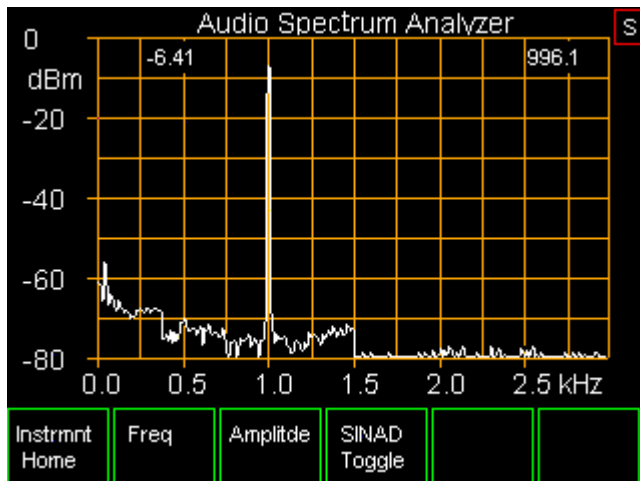 Audio Spectrum Analyzer
S
0
-6.41
996.1
dBm
-20
-40
-60
-80
0.0 0.5 1.0 1.5 2.0 2.5 kHz
Instrmnt Home
Freq
Amplitde
SINAD Toggle